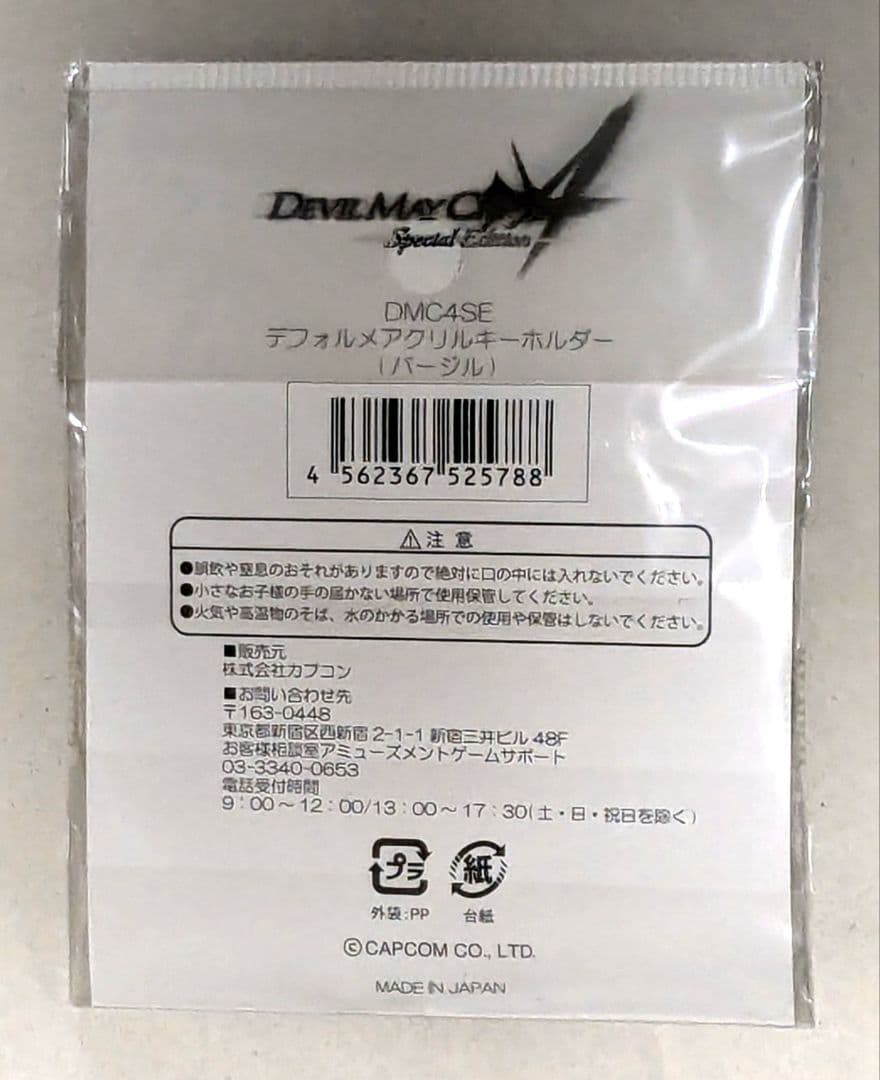 DEVIL MAY CRY 4
Special Edition
DMC4SE
デフォルメアクリルキーホルダー
(バージル)
4 562367 525788
⚠注 意
●誤飲や窒息のおそれがありますので絶対に口の中には入れないでください。
●小さなお子様の手の届かない場所で使用保管してください。
●火気や高温物のそば、水のかかる場所での使用や保管はしないでください。
■販売元
株式会社カプコン
■お問い合わせ先
〒163-0448
東京都新宿区西新宿2-1-1 新宿三井ビル48F
お客様相談室アミューズメントゲームサポート
03-3340-0653
電話受付時間
9:00～12:00/13:00～17:30(土・日・祝日を除く)
プラ 紙
外袋:PP 台紙
©CAPCOM CO., LTD.
MADE IN JAPAN